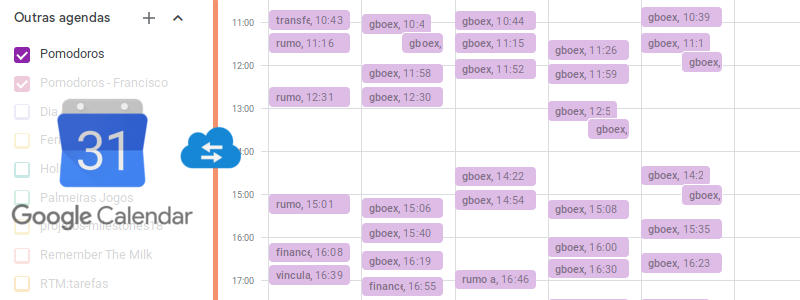 Outras agendas
Pomodoros
Pomodoros - Francisco
Palmeiras Jogos
projetos-milestones18
Remember The Milk
RTM:tarefas
31
Google Calendar
11:00
12:00
13:00
15:00
16:00
17:00
transfe, 10:43
rumo, 11:16
rumo, 12:31
rumo, 15:01
financ, 16:08
vincula, 16:39
gboex, 10:4
gboex,
gboex, 11:58
gboex, 12:30
gboex, 15:06
gboex, 15:40
gboex, 16:19
financ, 16:55
gboex, 10:44
gboex, 11:15
gboex, 11:52
gboex, 14:22
gboex, 14:54
rumo a, 16:46
gboex, 11:26
gboex, 11:59
gboex, 12:5
gboex,
gboex, 15:08
gboex, 16:00
gboex, 16:30
gboex, 10:39
gboex, 11:1
gboex,
gboex, 14:2
gboex,
gboex, 15:35
gboex, 16:23